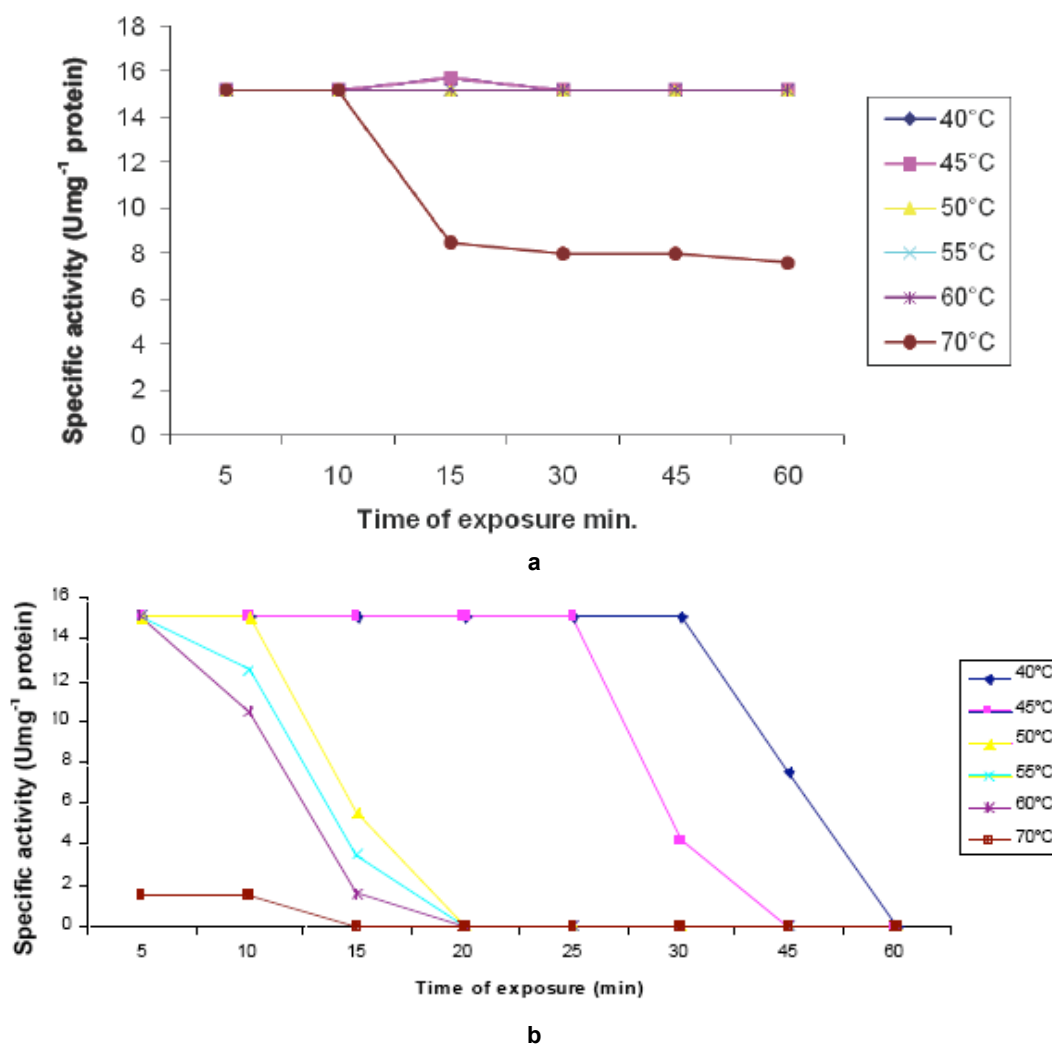 18
16
14
12
10
8
6
4
2
0
Specific activity (Umg⁻¹ protein)
5 10 15 30 45 60
Time of exposure min.
40°C
45°C
50°C
55°C
60°C
70°C
a
16
14
12
10
8
6
4
2
0
Specific activity (Umg⁻¹ protein)
5 10 15 20 25 30 45 60
Time of exposure (min)
40°C
45°C
50°C
55°C
60°C
70°C
b